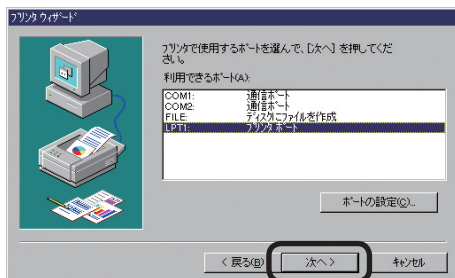 プリンタ ウィザード
プリンタで使用するポートを選んで、[次へ] を押してくだ
さい。
利用できるポート(A):
COM1: 通信ポート
COM2: 通信ポート
FILE: ディスクにファイルを作成
LPT1: プリンタ ポート
ポートの設定(C)...
< 戻る(B)
次へ >
キャンセル